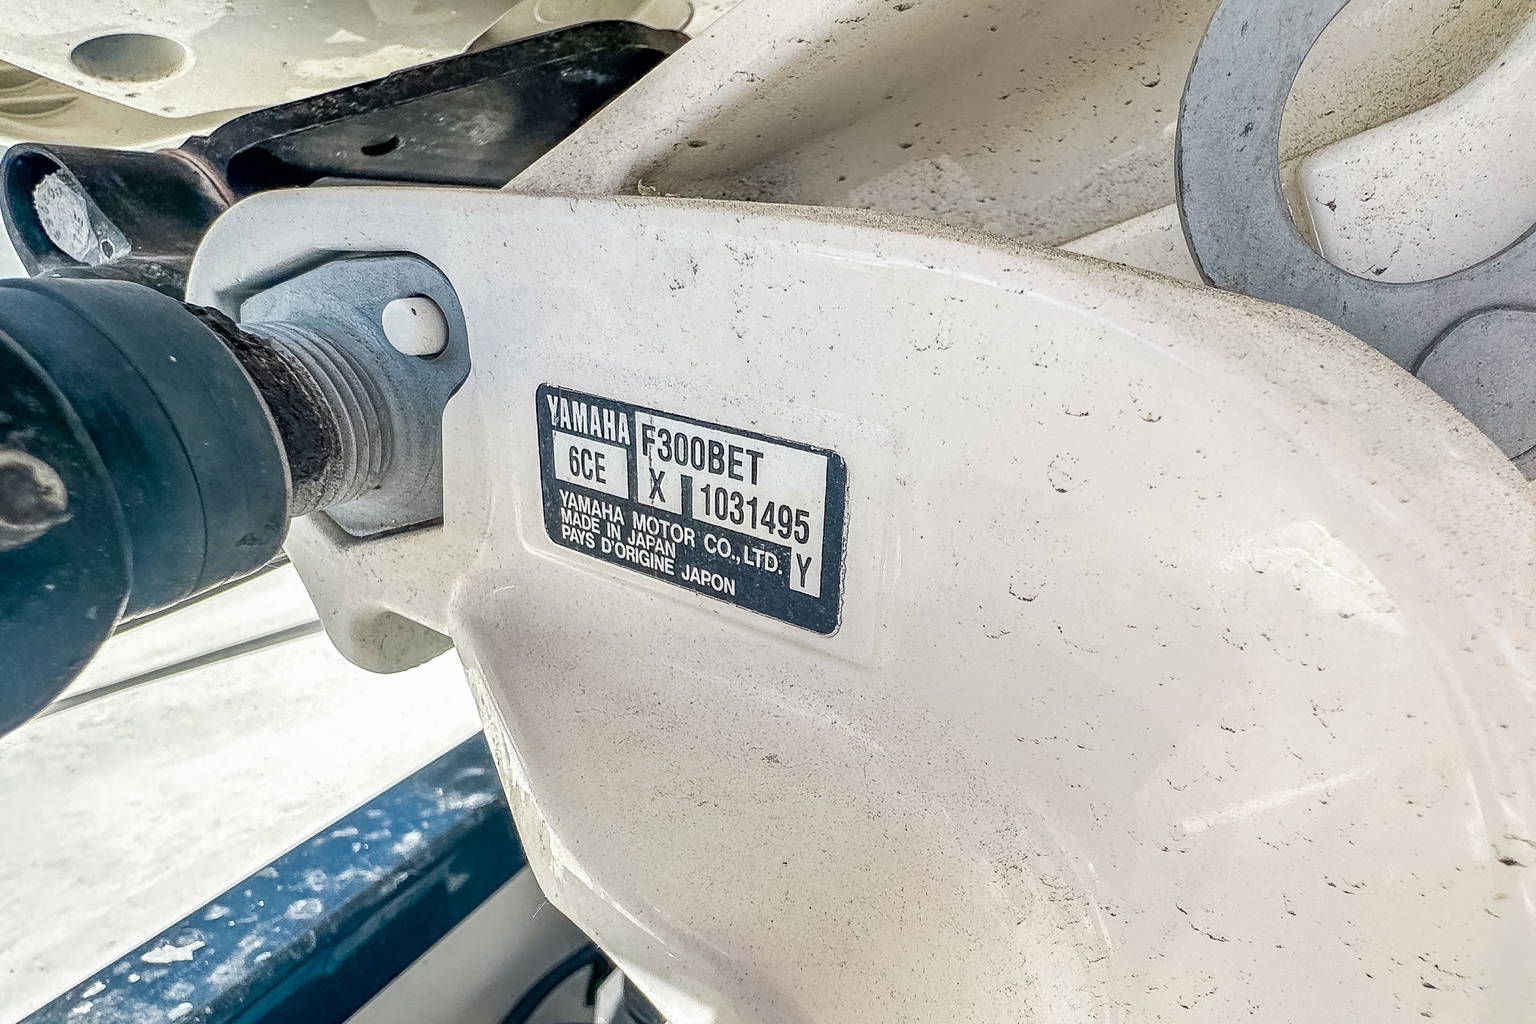 YAMAHA F300BET
6CE X 1031495
YAMAHA MOTOR CO.,LTD. Y
MADE IN JAPAN
PAYS D'ORIGINE JAPON